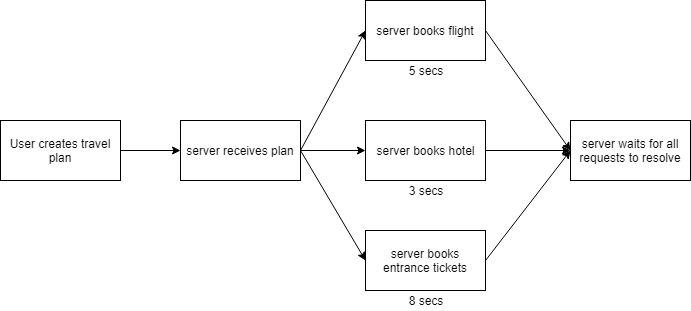 User creates travel
plan
server receives plan
server books flight
5 secs
server books hotel
3 secs
server books
entrance tickets
8 secs
server waits for all
requests to resolve